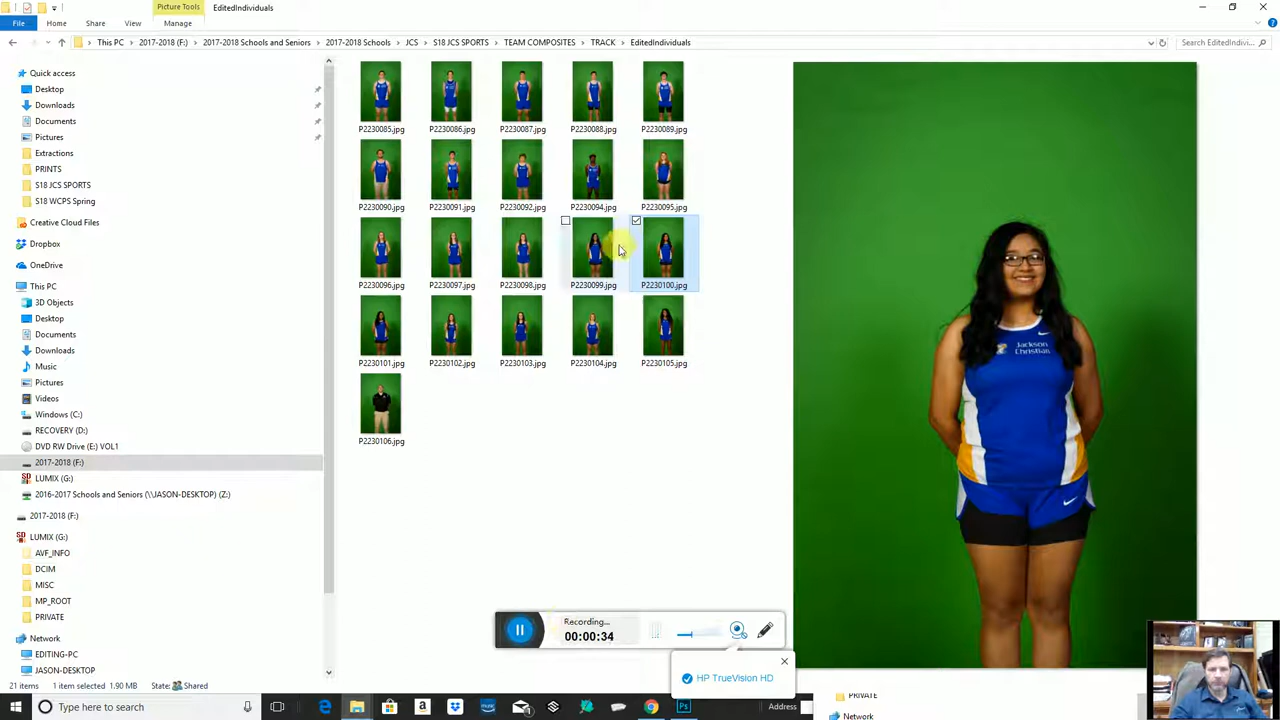 Picture Tools
EditedIndividuals
File
Home
Share
View
Manage
This PC
2017-2018 (F:)
2017-2018 Schools and Seniors
2017-2018 Schools
JCS
S18 JCS SPORTS
TEAM COMPOSITES
TRACK
EditedIndividuals
Search EditedIndivi...
Quick access
Desktop
Downloads
Documents
Pictures
Extractions
PRINTS
S18 JCS SPORTS
S18 WCPS Spring
Creative Cloud Files
Dropbox
OneDrive
This PC
3D Objects
Desktop
Documents
Downloads
Music
Pictures
Videos
Windows (C:)
RECOVERY (D:)
DVD RW Drive (E:) VOL1
2017-2018 (F:)
LUMIX (G:)
2016-2017 Schools and Seniors (\\JASON-DESKTOP) (Z:)
2017-2018 (F:)
LUMIX (G:)
AVF_INFO
DCIM
MISC
MP_ROOT
PRIVATE
Network
EDITING-PC
JASON-DESKTOP
P2230085.jpg
P2230086.jpg
P2230087.jpg
P2230088.jpg
P2230089.jpg
P2230090.jpg
P2230091.jpg
P2230092.jpg
P2230094.jpg
P2230095.jpg
P2230096.jpg
P2230097.jpg
P2230098.jpg
P2230099.jpg
P2230100.jpg
P2230101.jpg
P2230102.jpg
P2230103.jpg
P2230104.jpg
P2230105.jpg
P2230106.jpg
Jackson
Christian
Recording...
00:00:34
HP TrueVision HD
21 items
1 item selected 1.90 MB
State: Shared
PRIVATE
Network
Type here to search
Address